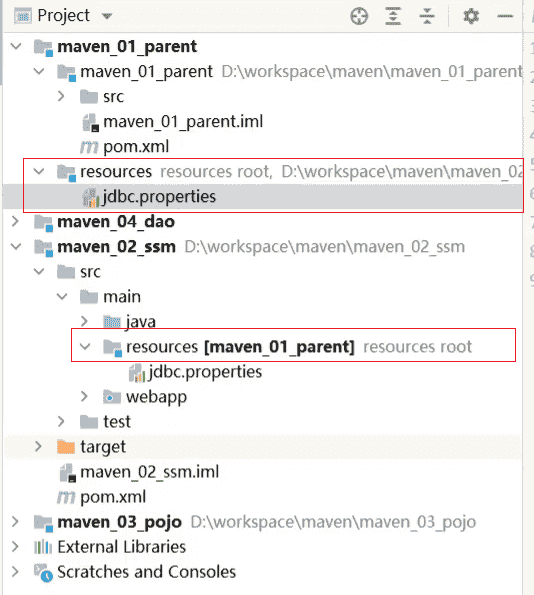 Project
maven_01_parent
maven_01_parent D:\workspace\maven\maven_01_parent
src
maven_01_parent.iml
pom.xml
resources resources root, D:\workspace\maven\maven_02
jdbc.properties
maven_04_dao
maven_02_ssm D:\workspace\maven\maven_02_ssm
src
main
java
resources [maven_01_parent] resources root
jdbc.properties
webapp
test
target
maven_02_ssm.iml
pom.xml
maven_03_pojo D:\workspace\maven\maven_03_pojo
External Libraries
Scratches and Consoles